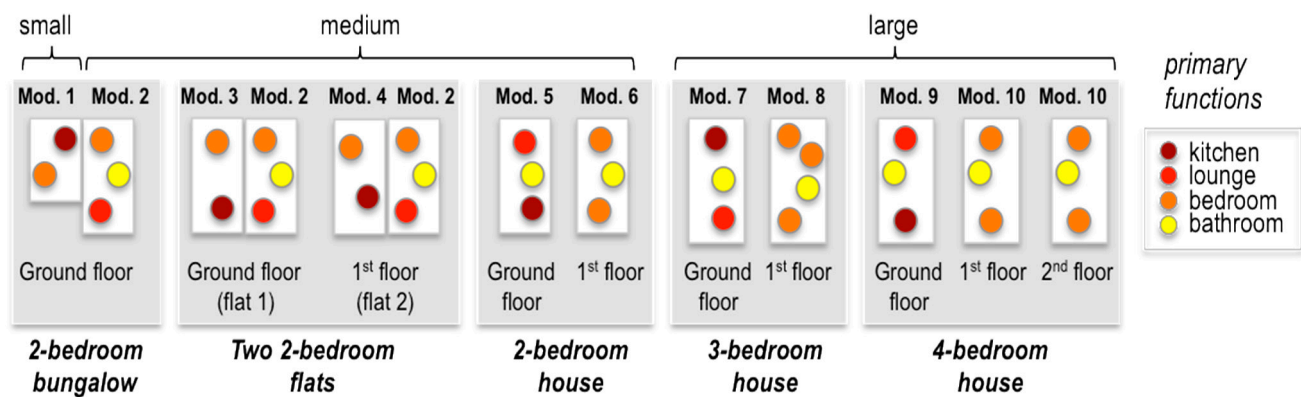 small medium large
Mod. 1 Mod. 2 Mod. 3 Mod. 2 Mod. 4 Mod. 2 Mod. 5 Mod. 6 Mod. 7 Mod. 8 Mod. 9 Mod. 10 Mod. 10
Ground floor
Ground floor
(flat 1)
1st floor
(flat 2)
Ground
floor
1st floor
Ground
floor
1st floor
Ground
floor
1st floor
2nd floor
2-bedroom
bungalow
Two 2-bedroom
flats
2-bedroom
house
3-bedroom
house
4-bedroom
house
primary
functions
kitchen
lounge
bedroom
bathroom